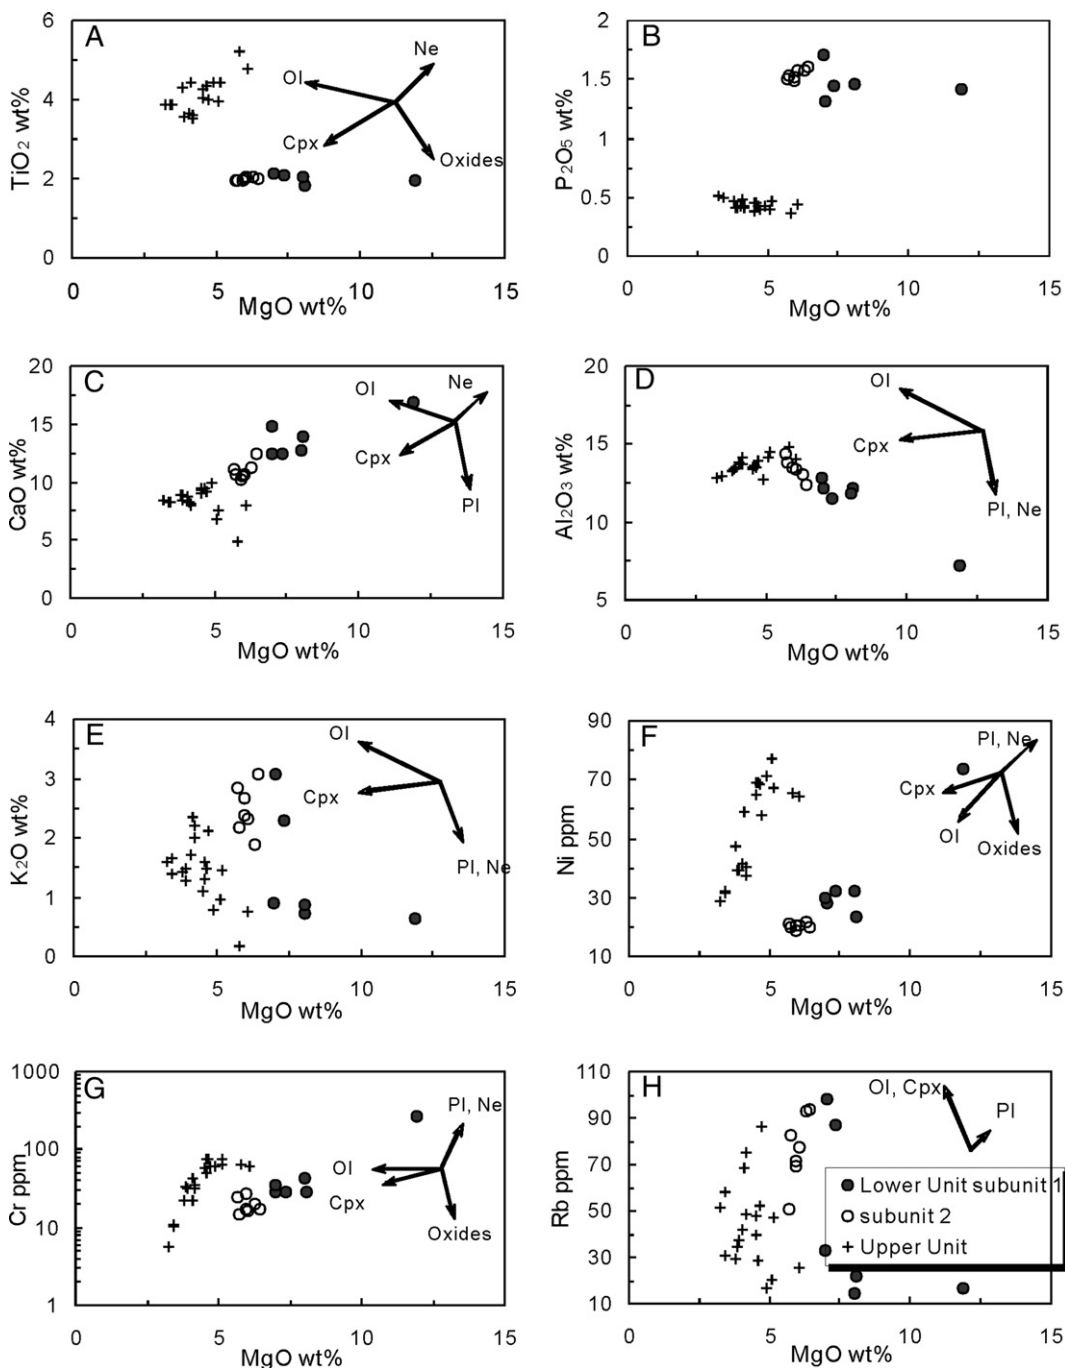 A
TiO2 wt%
6
4
2
0
Ne
Ol
Cpx
Oxides
0 5 10 15
MgO wt%
B
P2O5 wt%
2
1.5
1
0.5
0
0 5 10 15
MgO wt%
C
CaO wt%
20
15
10
5
0
Ol
Ne
Cpx
Pl
0 5 10 15
MgO wt%
D
Al2O3 wt%
20
15
10
5
Ol
Cpx
Pl, Ne
0 5 10 15
MgO wt%
E
K2O wt%
4
3
2
1
0
Ol
Cpx
Pl, Ne
0 5 10 15
MgO wt%
F
Ni ppm
90
70
50
30
10
Pl, Ne
Cpx
Ol
Oxides
0 5 10 15
MgO wt%
G
Cr ppm
1000
100
10
1
Pl, Ne
Ol
Cpx
Oxides
0 5 10 15
MgO wt%
H
Rb ppm
110
90
70
50
30
10
Ol, Cpx
Pl
Lower Unit subunit 1
subunit 2
Upper Unit
0 5 10 15
MgO wt%